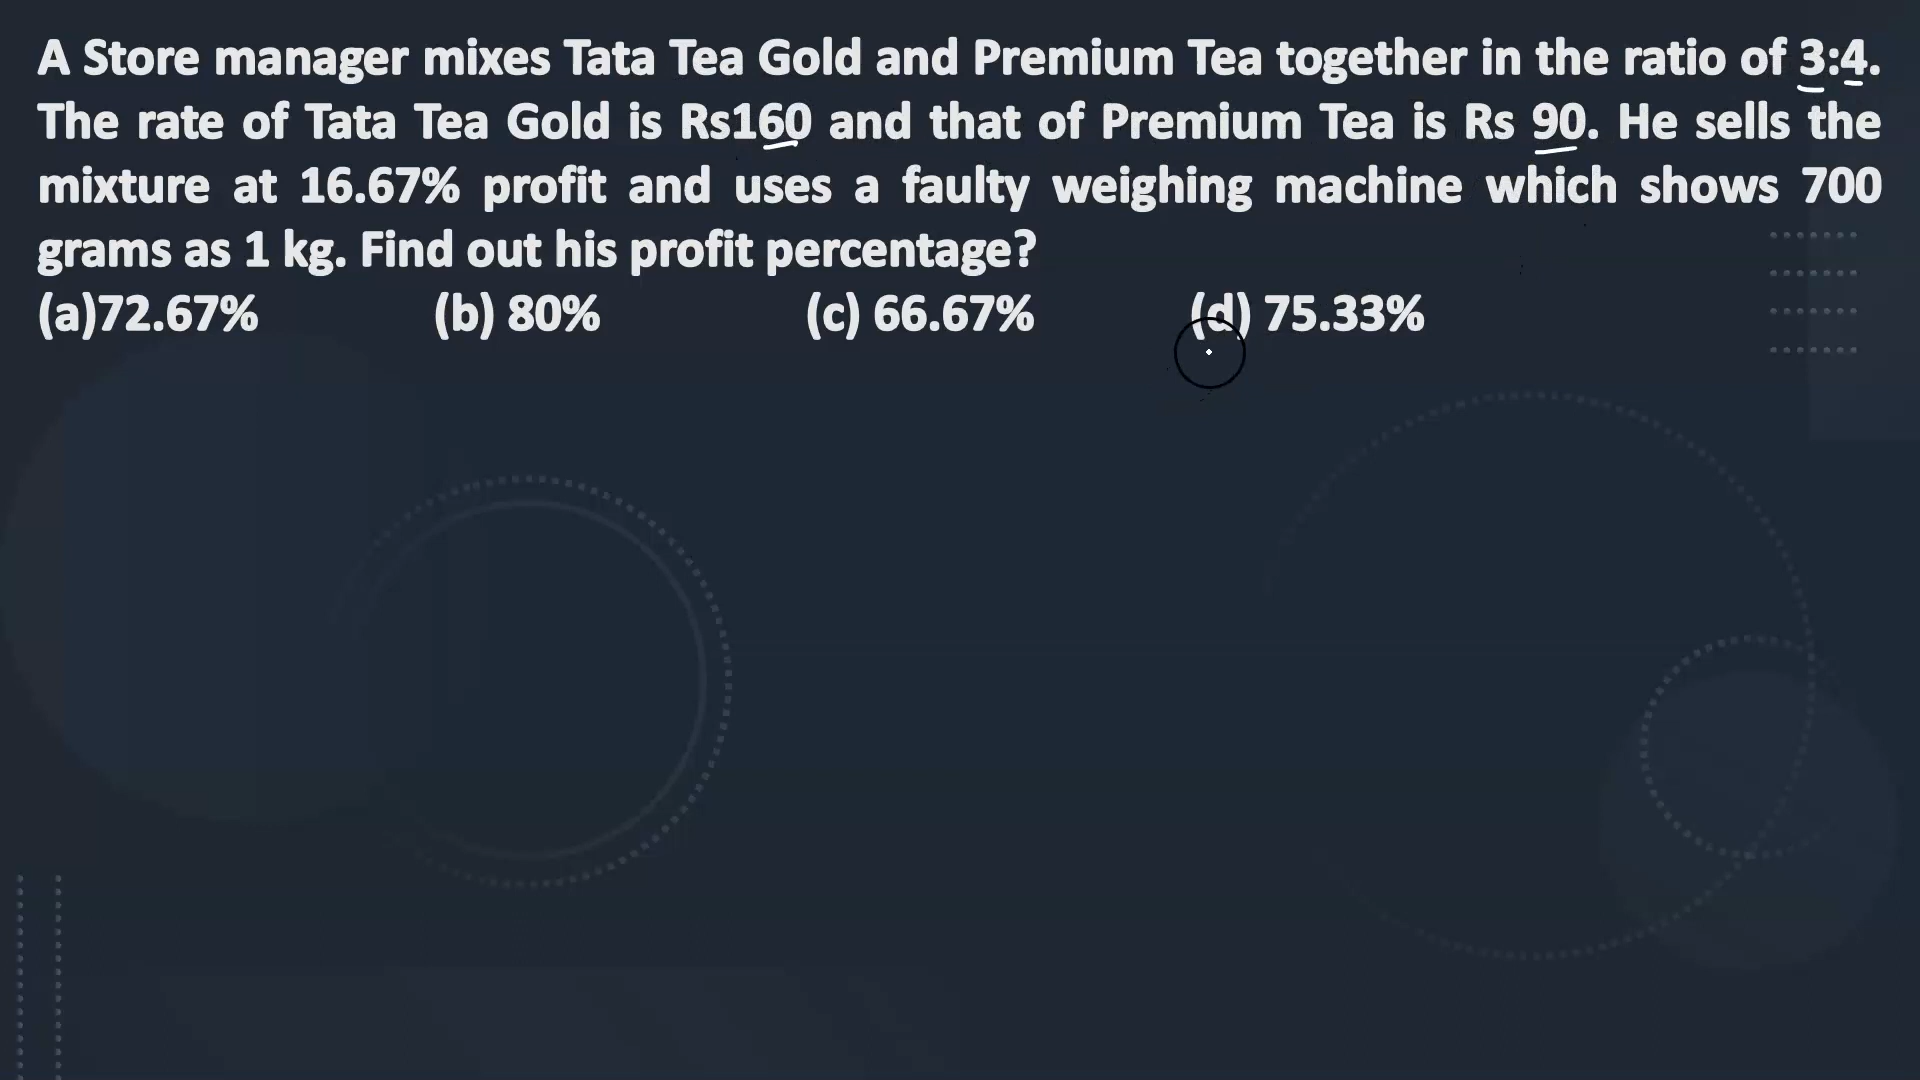 A Store manager mixes Tata Tea Gold and Premium Tea together in the ratio of 3:4.
The rate of Tata Tea Gold is Rs160 and that of Premium Tea is Rs 90. He sells the
mixture at 16.67% profit and uses a faulty weighing machine which shows 700
grams as 1 kg. Find out his profit percentage?
(a)72.67% (b) 80% (c) 66.67% (d) 75.33%